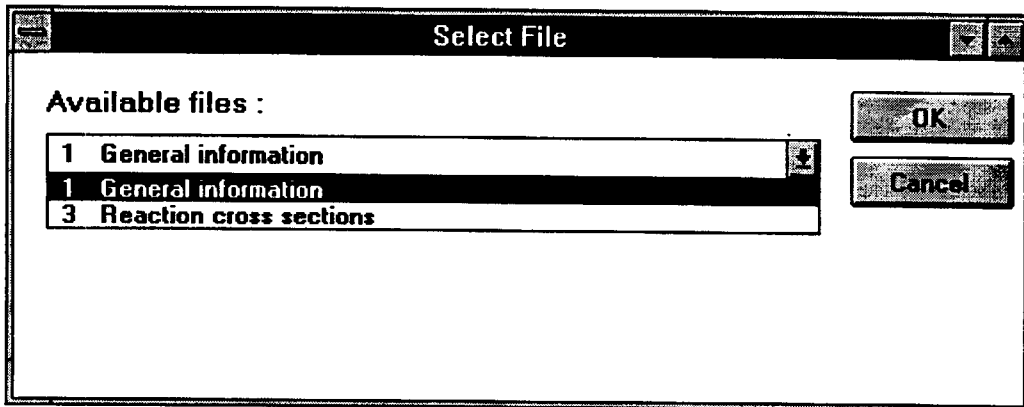 Select File
Available files :
OK
1 General information
1 General information
Cancel
3 Reaction cross sections